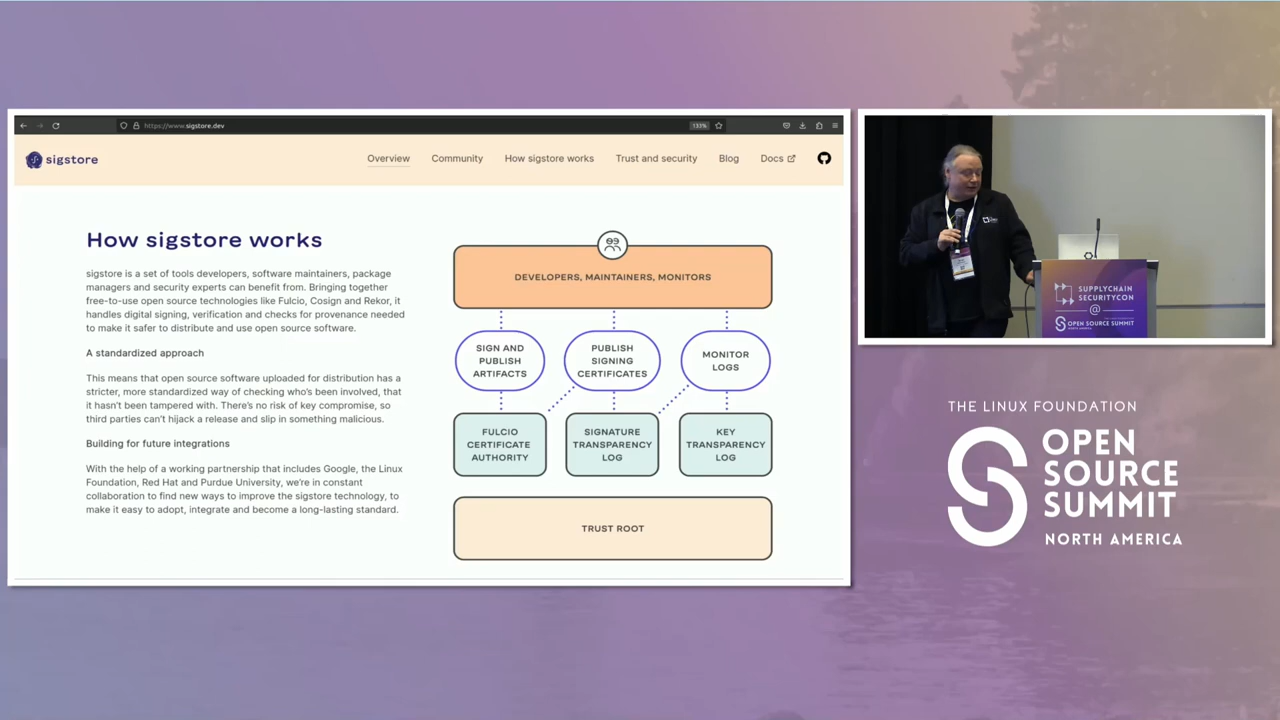 https://www.sigstore.dev
133%
sigstore
Overview
Community
How sigstore works
Trust and security
Blog
Docs
How sigstore works
sigstore is a set of tools developers, software maintainers, package
managers and security experts can benefit from. Bringing together
free-to-use open source technologies like Fulcio, Cosign and Rekor, it
handles digital signing, verification and checks for provenance needed
to make it safer to distribute and use open source software.
A standardized approach
This means that open source software uploaded for distribution has a
stricter, more standardized way of checking who's been involved, that
it hasn't been tampered with. There's no risk of key compromise, so
third parties can't hijack a release and slip in something malicious.
Building for future integrations
With the help of a working partnership that includes Google, the Linux
Foundation, Red Hat and Purdue University, we're in constant
collaboration to find new ways to improve the sigstore technology, to
make it easy to adopt, integrate and become a long-lasting standard.
DEVELOPERS, MAINTAINERS, MONITORS
SIGN AND
PUBLISH
ARTIFACTS
PUBLISH
SIGNING
CERTIFICATES
MONITOR
LOGS
FULCIO
CERTIFICATE
AUTHORITY
SIGNATURE
TRANSPARENCY
LOG
KEY
TRANSPARENCY
LOG
TRUST ROOT
SUPPLYCHAIN
SECURITYCON
@
OPEN SOURCE SUMMIT
THE LINUX FOUNDATION
OPEN
SOURCE
SUMMIT
NORTH AMERICA